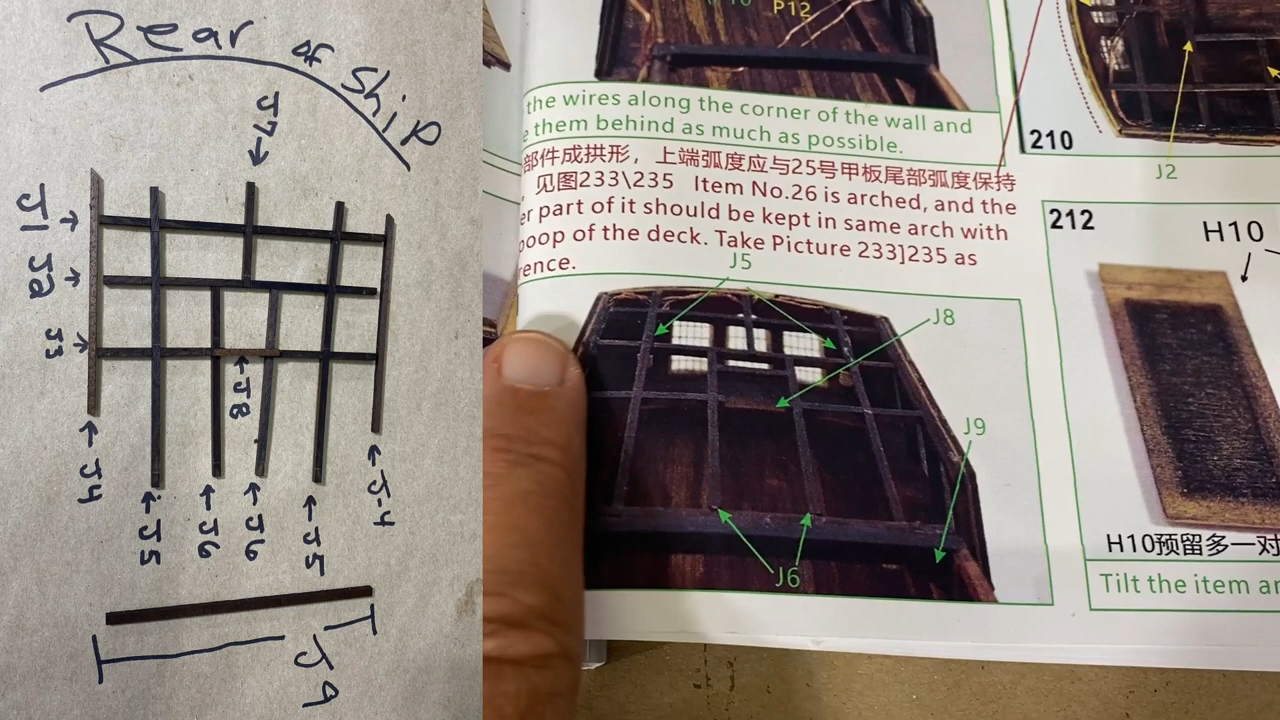 Rear of Ship
J7
J1
J2
J3
J8
J4
J5
J6
J6
J5
J4
J9
P12
the wires along the corner of the wall and
them behind as much as possible.
部件成拱形，上端弧度应与25号甲板尾部弧度保持
见图233\235 Item No.26 is arched, and the
er part of it should be kept in same arch with
poop of the deck. Take Picture 233]235 as
rence.
J5
J8
J9
J6
210
J2
212
H10
H10预留多一对
Tilt the item